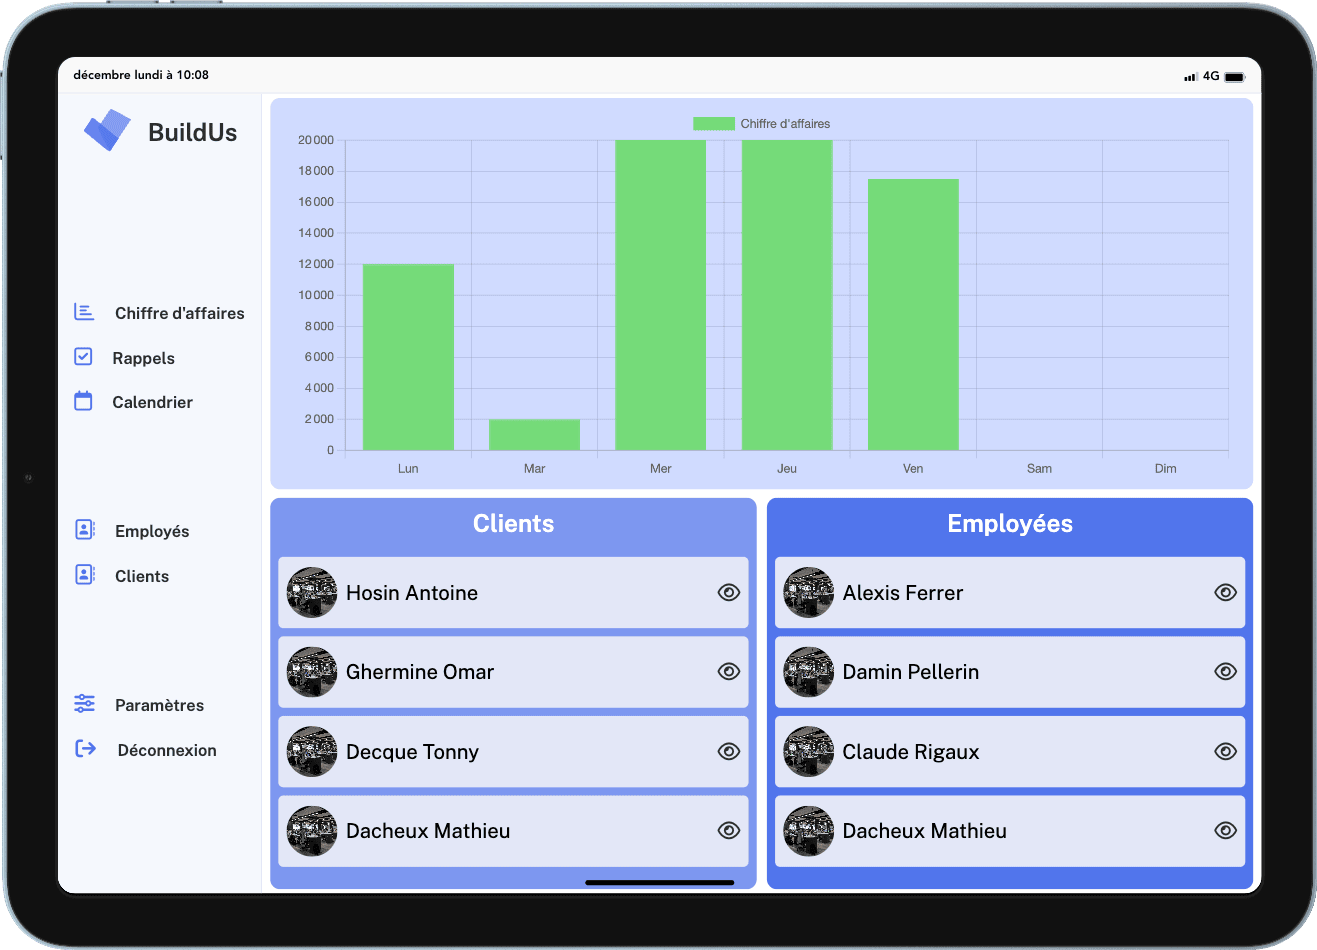 décembre lundi à 10:08
4G
BuildUs
Chiffre d'affaires
Rappels
Calendrier
Employés
Clients
Paramètres
Déconnexion
Chiffre d'affaires
20 000
18 000
16 000
14 000
12 000
10 000
8 000
6 000
4 000
2 000
0
Lun Mar Mer Jeu Ven Sam Dim
Clients
Hosin Antoine
Ghermine Omar
Decque Tonny
Dacheux Mathieu
Employées
Alexis Ferrer
Damin Pellerin
Claude Rigaux
Dacheux Mathieu